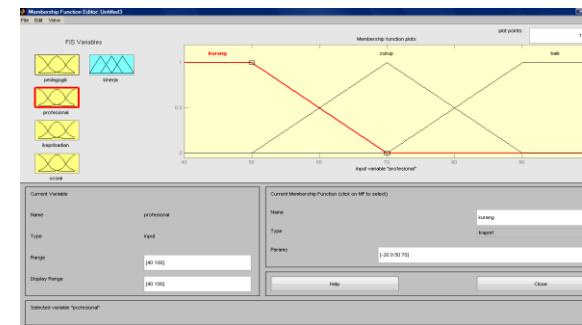 Membership Function Editor: Untitled3
File Edit View
FIS Variables
Membership function plots
plot points:
pedagogik
kinerja
profesional
kepribadian
sosial
kurang
cukup
baik
1
0.5
0
40 50 60 70 80 90
input variable "profesional"
Current Variable
Name profesional
Type input
Range [40 100]
Display Range [40 100]
Current Membership Function (click on MF to select)
Name kurang
Type trapmf
Params [-20 0 50 70]
Help
Close
Selected variable "profesional"